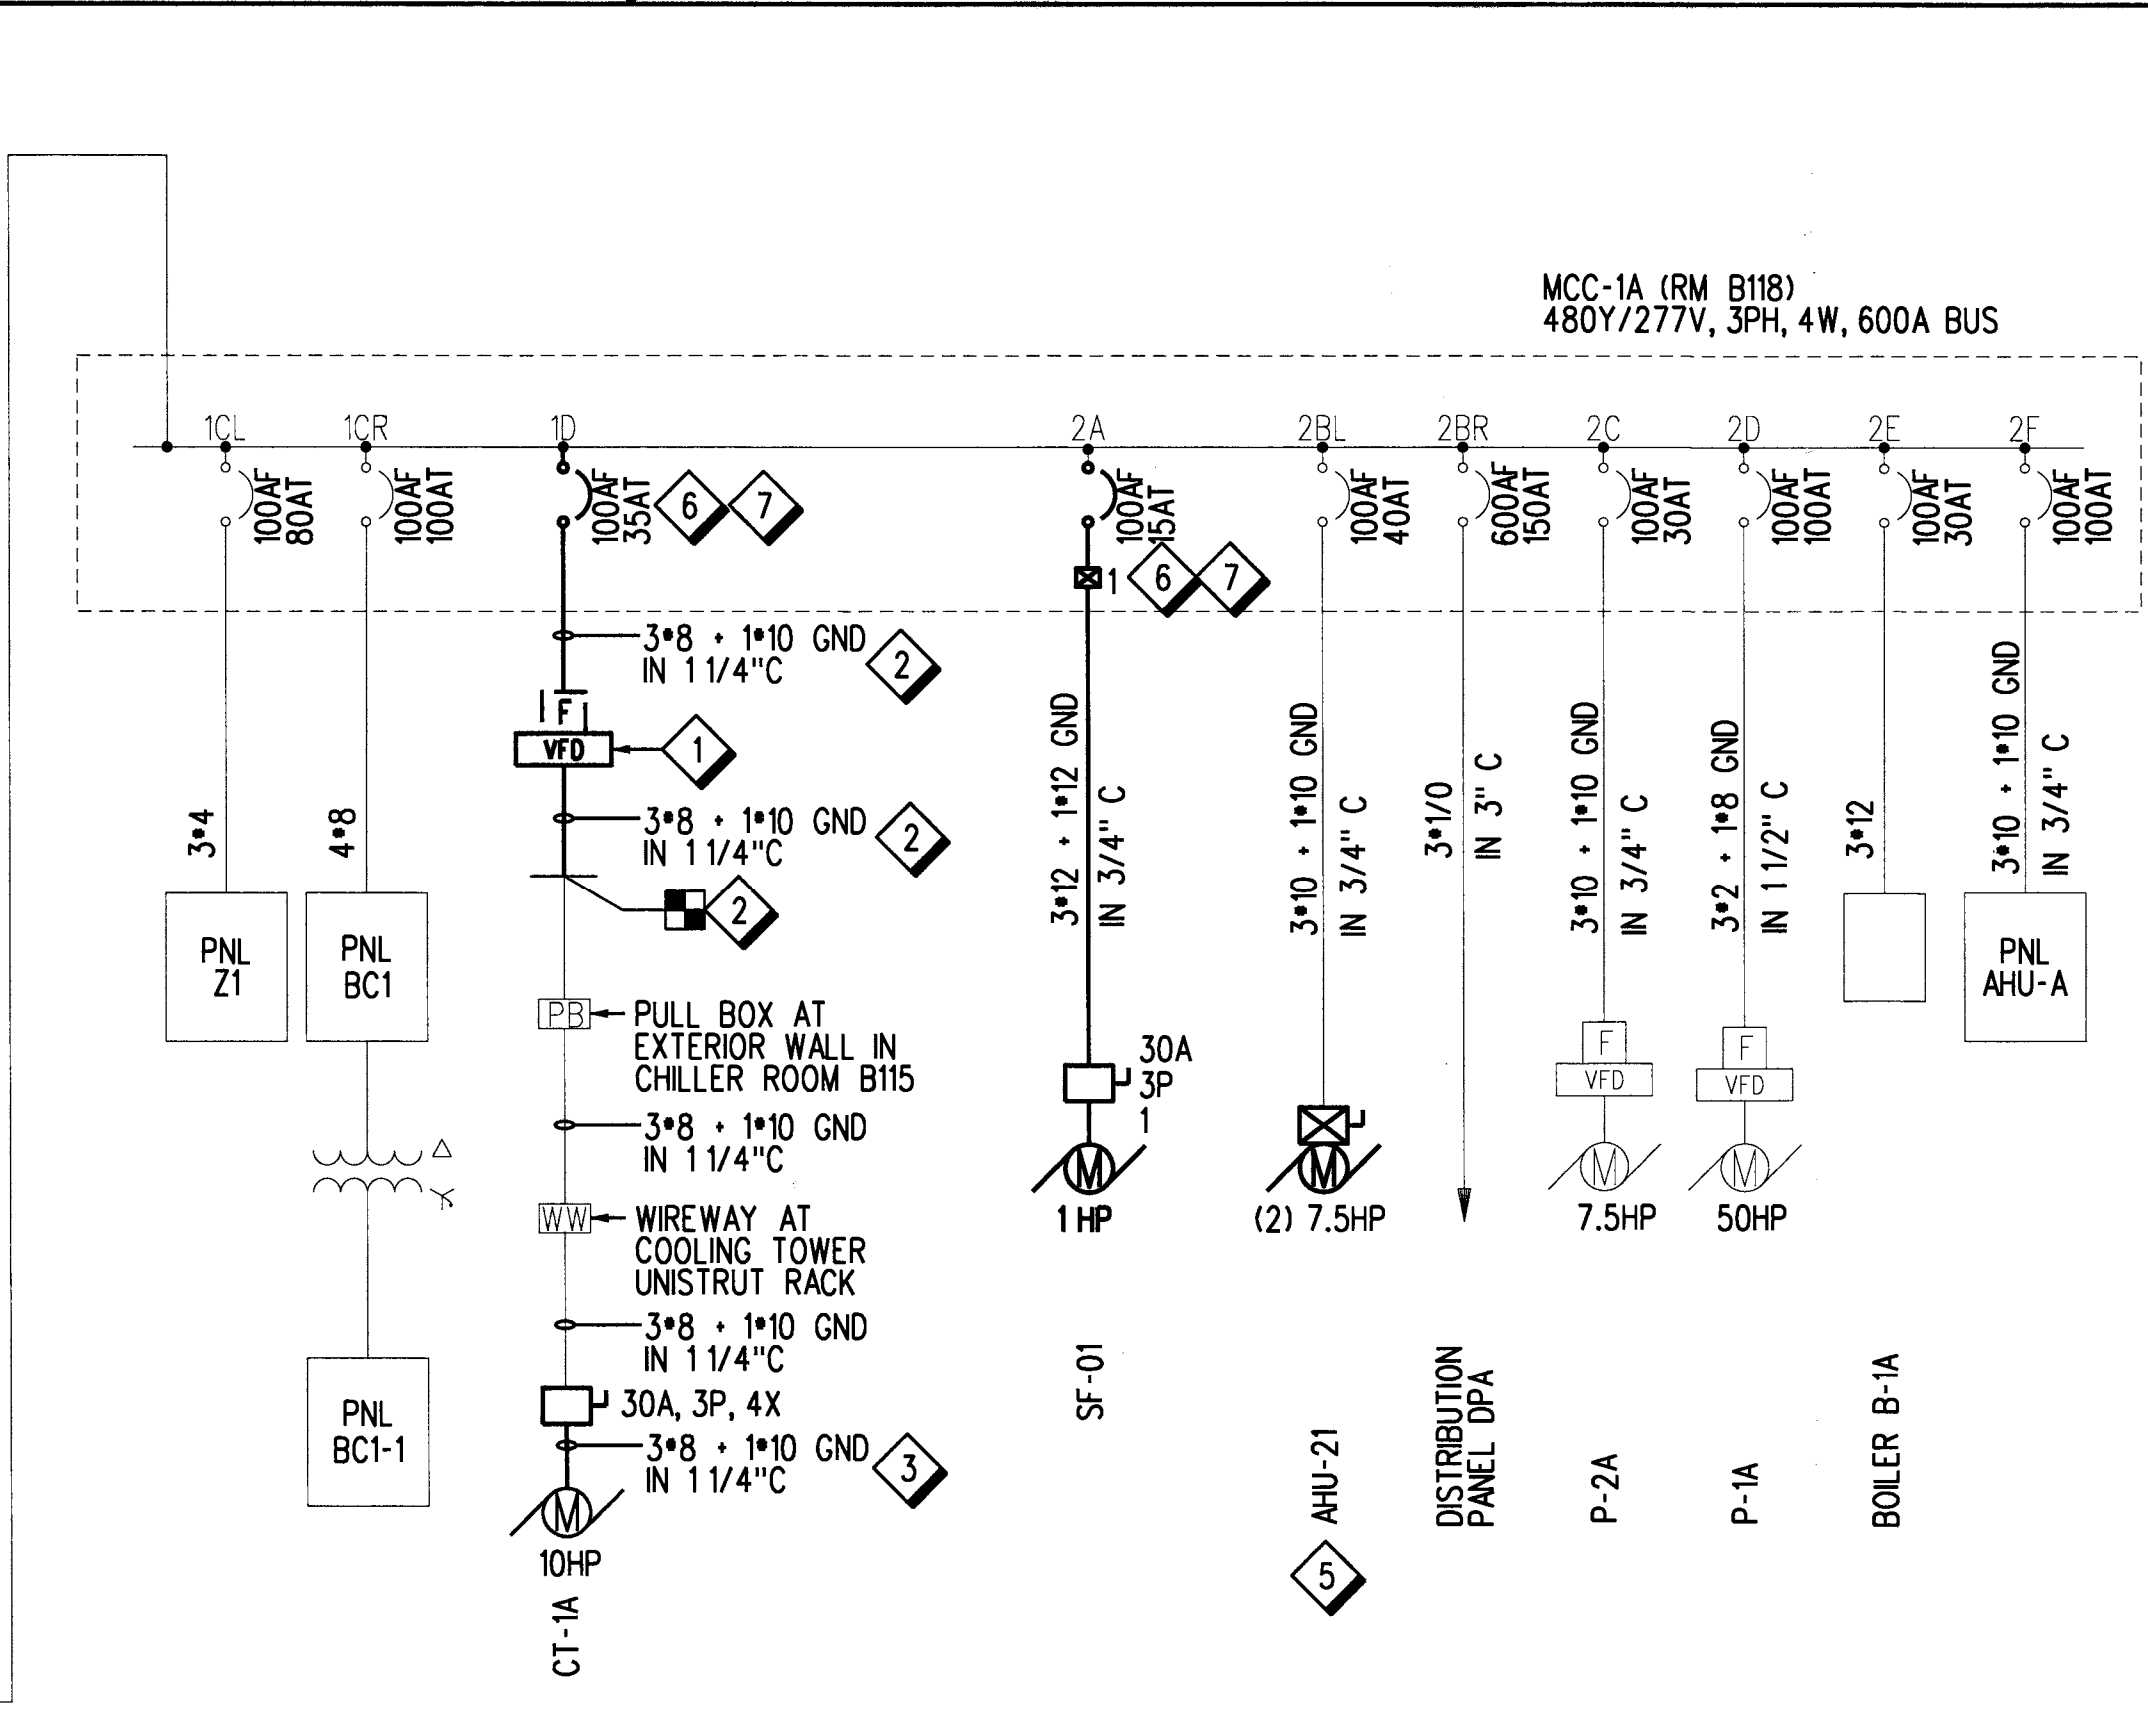 MCC-1A (RM B118)
480Y/277V, 3PH, 4W, 600A BUS
1CL
1CR
1D
2A
2BL
2BR
2C
2D
2E
2F
100AF
80AT
100AF
100AT
100AF
35AT
6
7
100AF
15AT
100AF
40AT
600AF
150AT
100AF
30AT
100AF
100AT
100AF
30AT
100AF
100AT
1
6
7
3#8 + 1#10 GND
IN 1 1/4"C
2
F
VFD
1
3#8 + 1#10 GND
IN 1 1/4"C
2
2
3#4
4#8
3#12 + 1#12 GND
IN 3/4" C
3#10 + 1#10 GND
IN 3/4" C
3#1/0
IN 3" C
3#10 + 1#10 GND
IN 3/4" C
3#2 + 1#8 GND
IN 1 1/2" C
3#12
3#10 + 1#10 GND
IN 3/4" C
PNL
Z1
PNL
BC1
PNL
AHU-A
PB
PULL BOX AT
EXTERIOR WALL IN
CHILLER ROOM B115
3#8 + 1#10 GND
IN 1 1/4"C
30A
3P
1
F
VFD
F
VFD
M
M
M
M
1 HP
(2) 7.5HP
7.5HP
50HP
WW
WIREWAY AT
COOLING TOWER
UNISTRUT RACK
3#8 + 1#10 GND
IN 1 1/4"C
30A, 3P, 4X
3#8 + 1#10 GND
IN 1 1/4"C
3
PNL
BC1-1
M
10HP
CT-1A
SF-01
AHU-21
5
DISTRIBUTION
PANEL DPA
P-2A
P-1A
BOILER B-1A